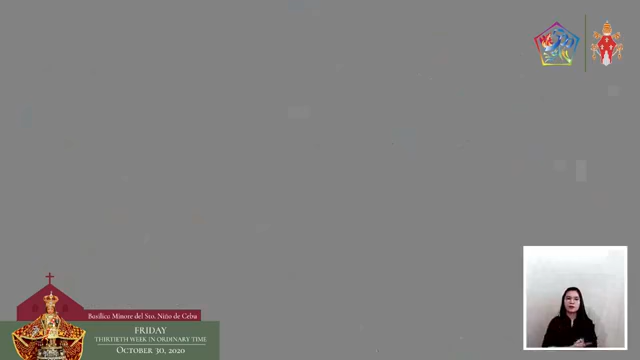 Basilica Minore del Sto. Niño de Cebu
FRIDAY
THIRTIETH WEEK IN ORDINARY TIME
OCTOBER 30, 2020